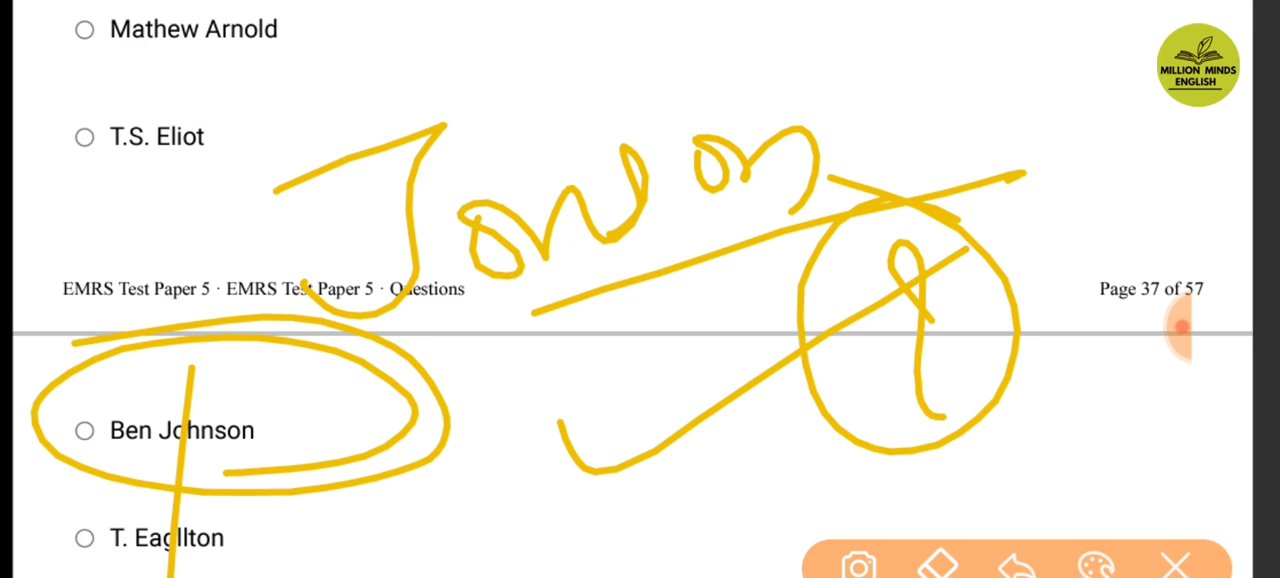 Mathew Arnold
MILLION MINDS
ENGLISH
T.S. Eliot
Jonson
EMRS Test Paper 5 · EMRS Test Paper 5 · Questions
Page 37 of 57
Ben Johnson
T. Eagllton